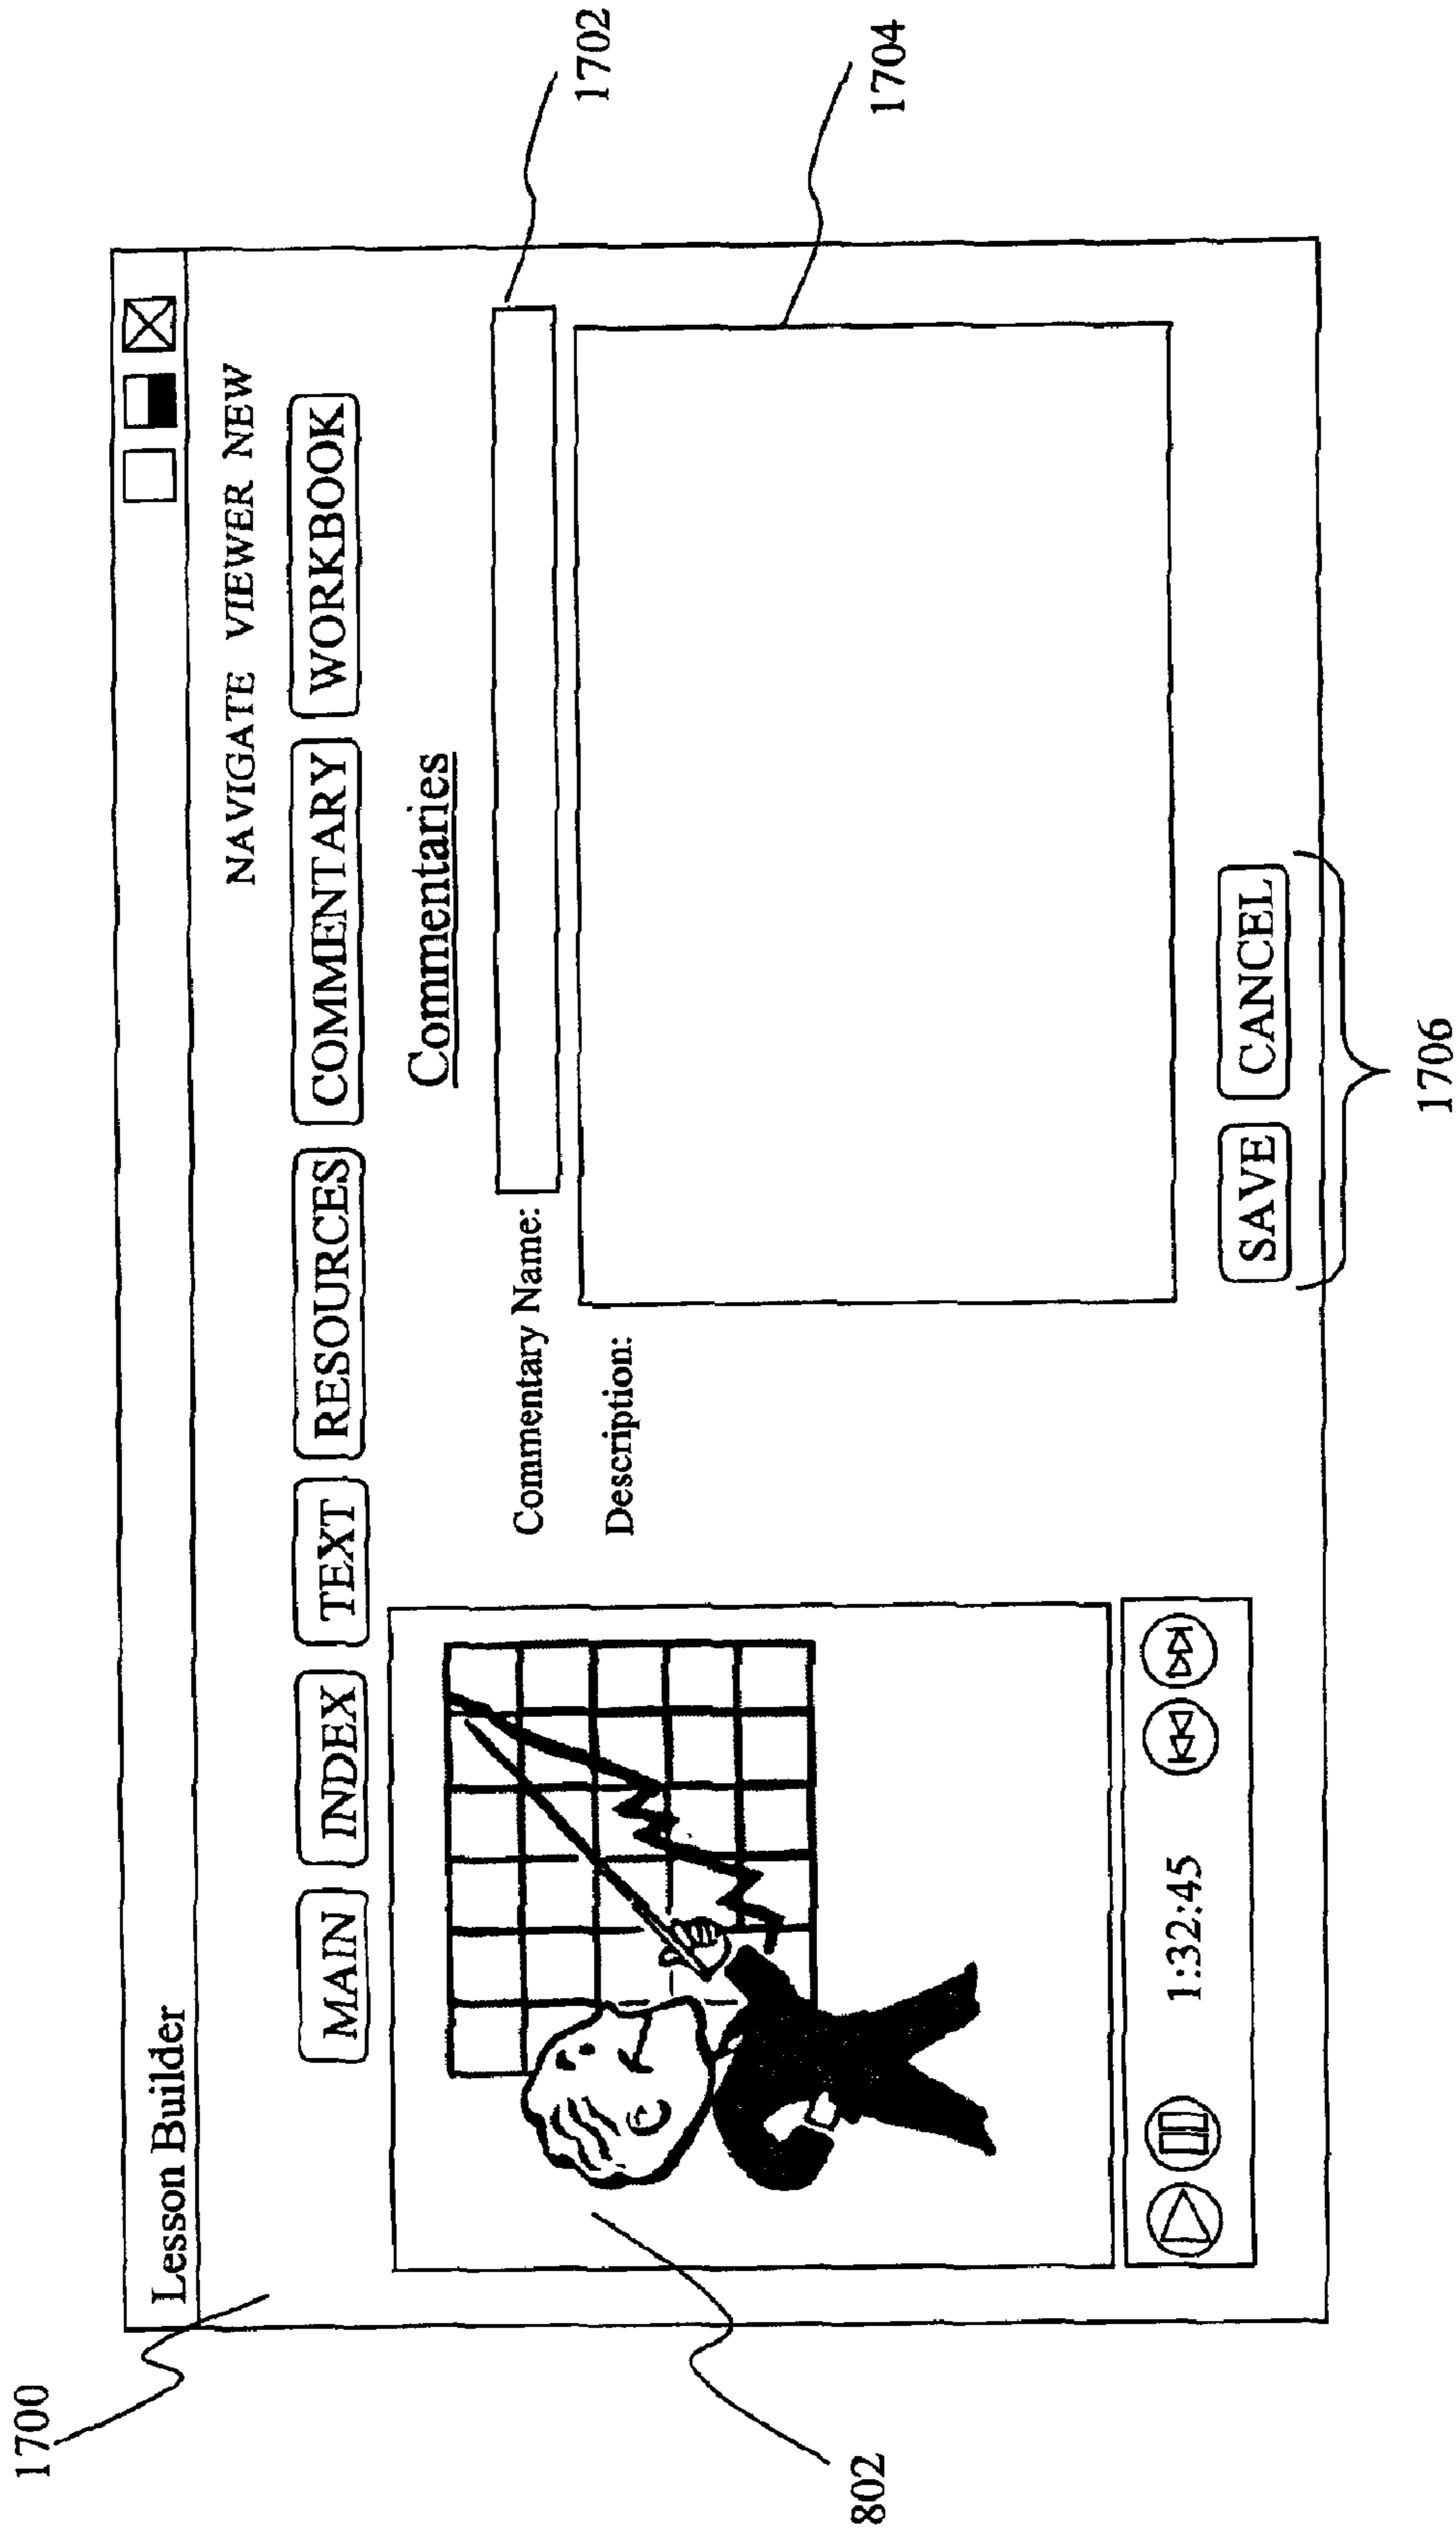 1700
Lesson Builder
NAVIGATE VIEWER NEW
MAIN INDEX TEXT RESOURCES COMMENTARY WORKBOOK
Commentaries
Commentary Name:
1702
Description:
1704
1:32:45
SAVE CANCEL
802
1706